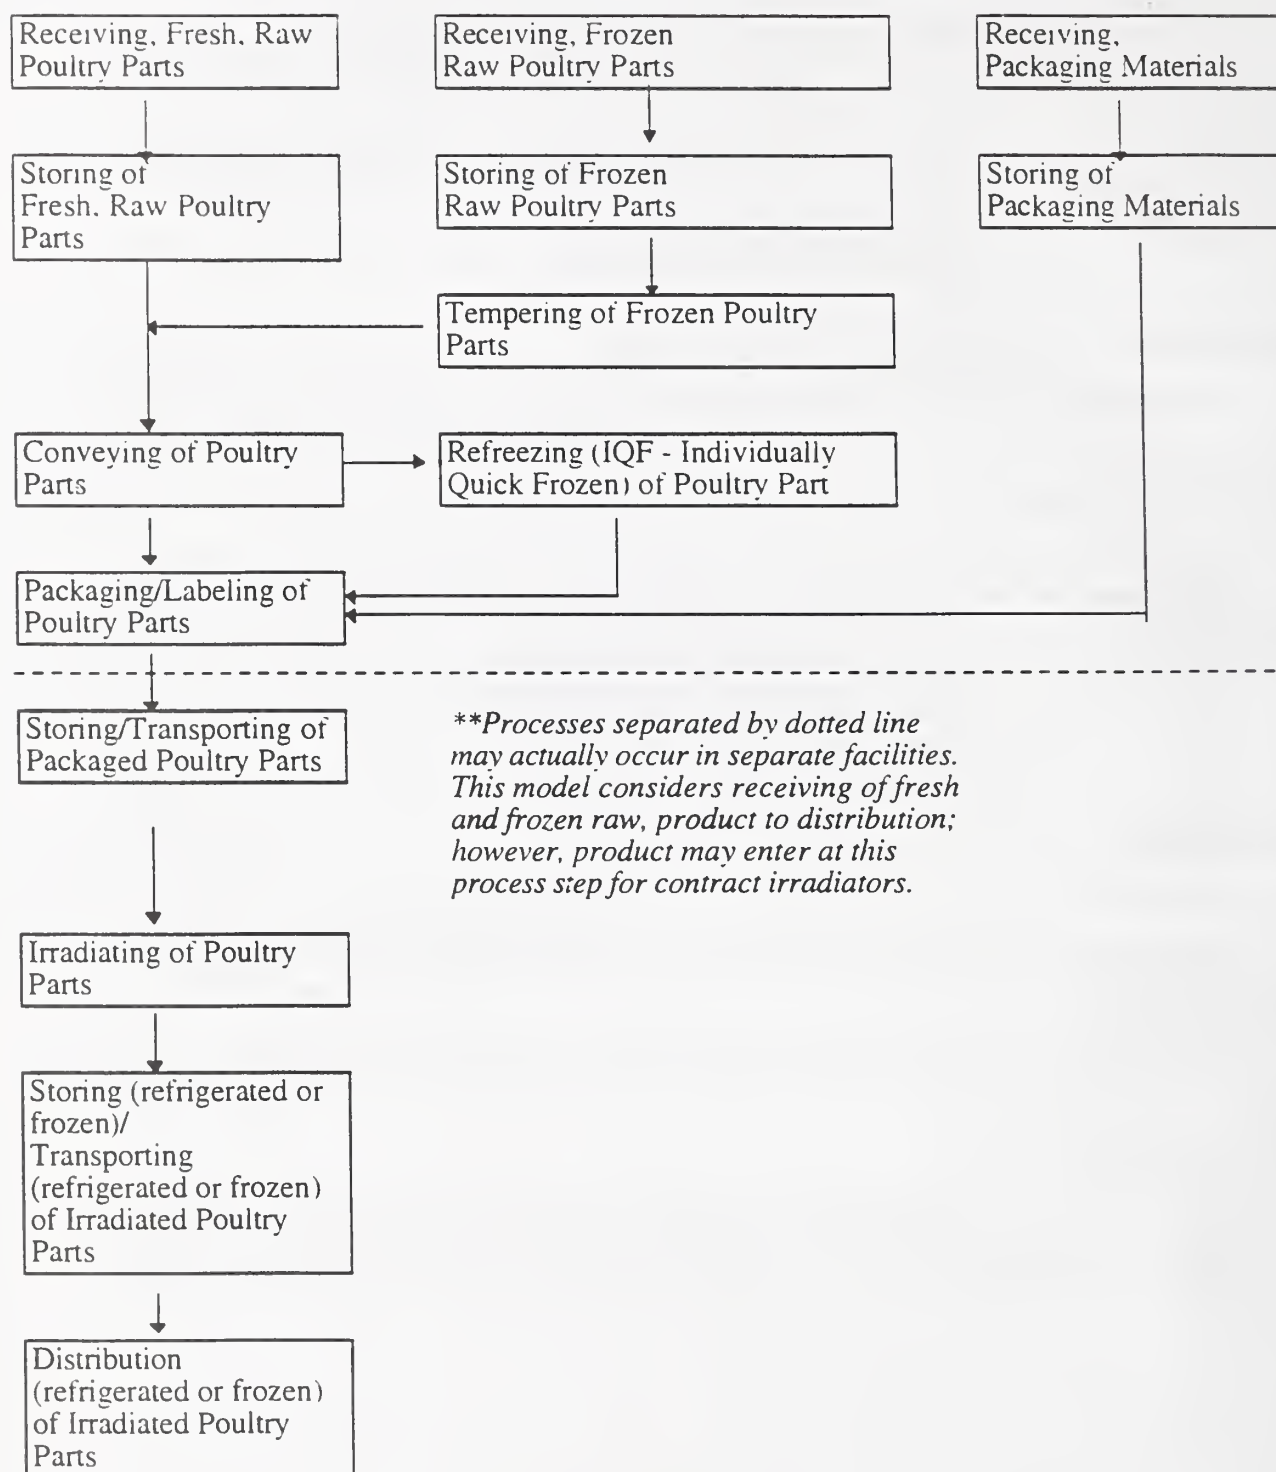 Receiving, Fresh, Raw
Poultry Parts
Receiving, Frozen
Raw Poultry Parts
Receiving,
Packaging Materials
Storing of
Fresh, Raw Poultry
Parts
Storing of Frozen
Raw Poultry Parts
Storing of
Packaging Materials
Tempering of Frozen Poultry
Parts
Conveying of Poultry
Parts
Refreezing (IQF - Individually
Quick Frozen) of Poultry Part
Packaging/Labeling of
Poultry Parts
Storing/Transporting of
Packaged Poultry Parts
**Processes separated by dotted line
may actually occur in separate facilities.
This model considers receiving of fresh
and frozen raw, product to distribution;
however, product may enter at this
process step for contract irradiators.
Irradiating of Poultry
Parts
Storing (refrigerated or
frozen)/
Transporting
(refrigerated or frozen)
of Irradiated Poultry
Parts
Distribution
(refrigerated or frozen)
of Irradiated Poultry
Parts